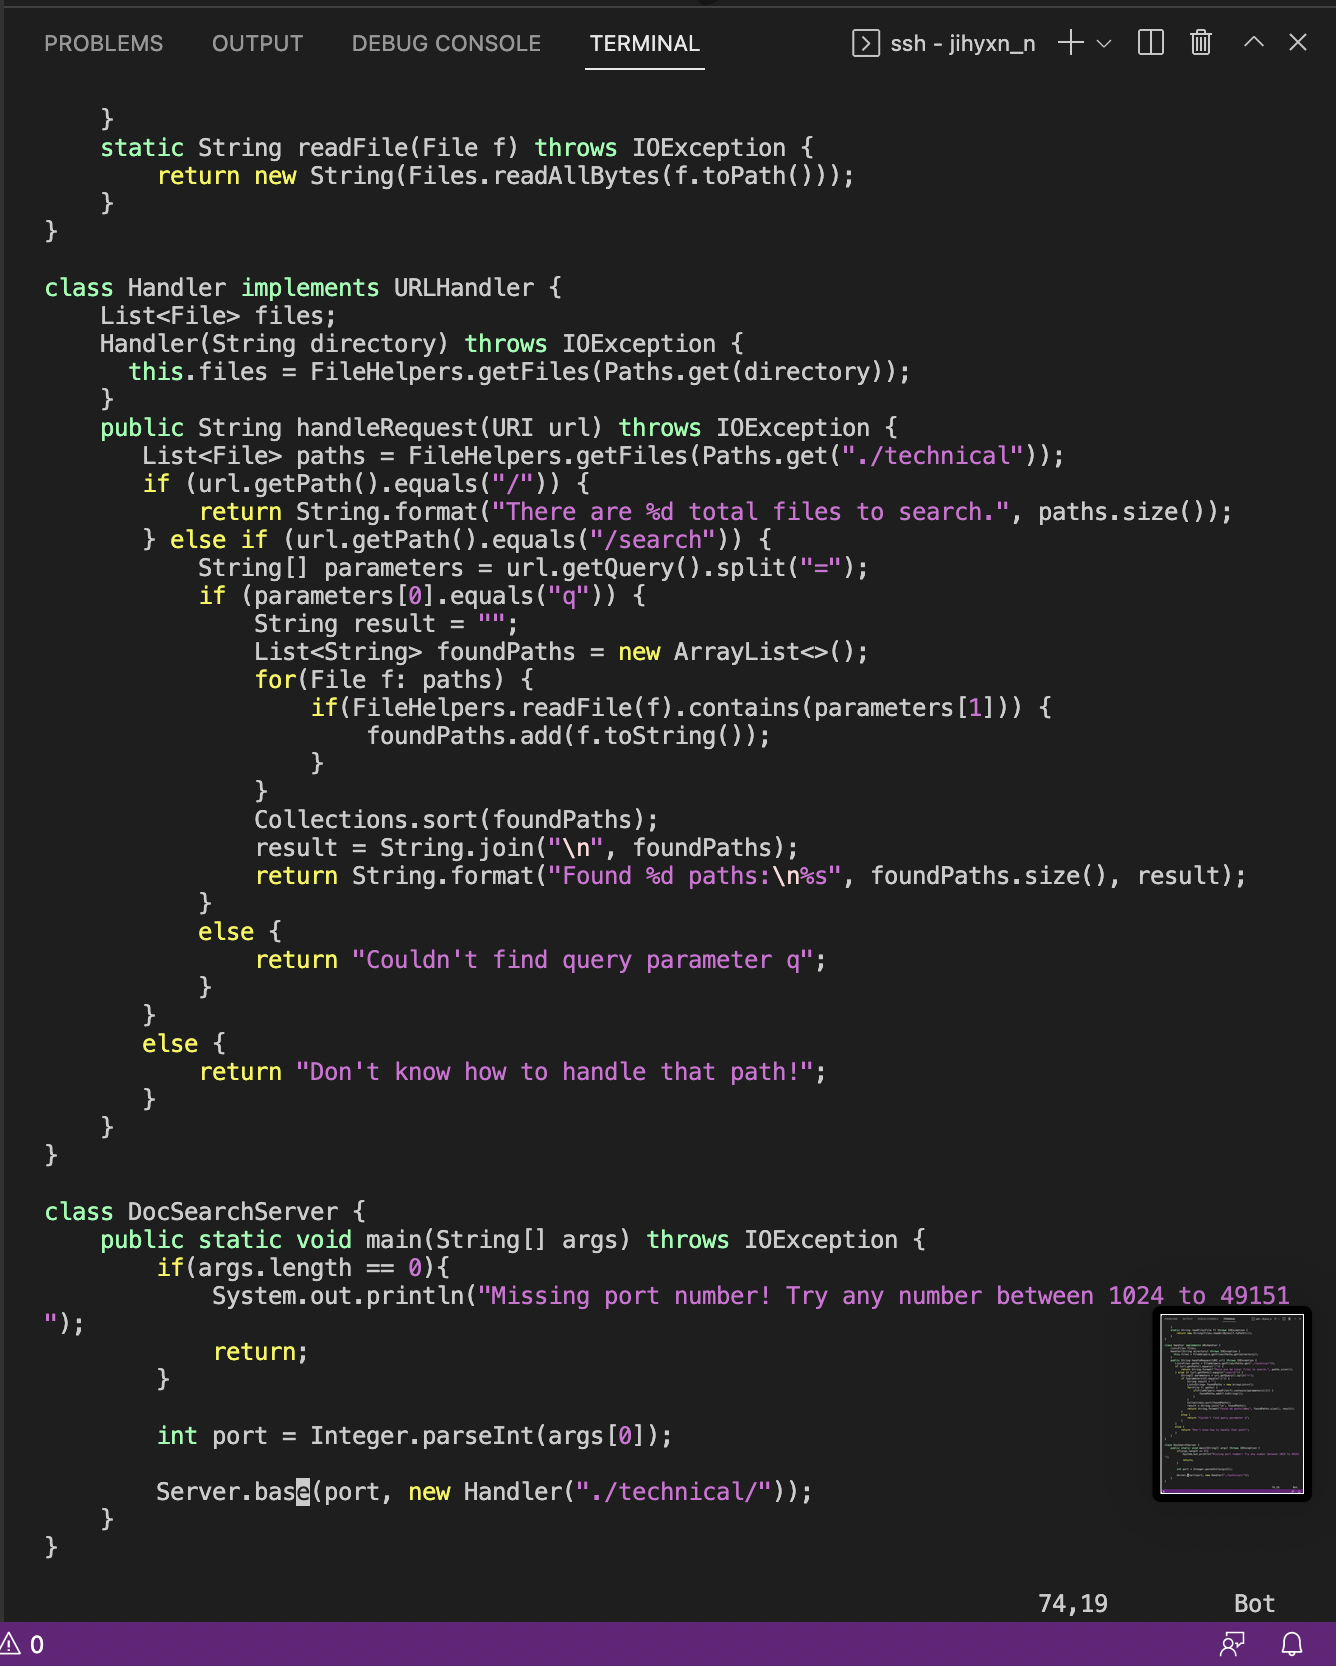 PROBLEMS OUTPUT DEBUG CONSOLE TERMINAL ssh - jihyxn_n
    }
    static String readFile(File f) throws IOException {
        return new String(Files.readAllBytes(f.toPath()));
    }
}

class Handler implements URLHandler {
    List<File> files;
    Handler(String directory) throws IOException {
      this.files = FileHelpers.getFiles(Paths.get(directory));
    }
    public String handleRequest(URI url) throws IOException {
       List<File> paths = FileHelpers.getFiles(Paths.get("./technical"));
       if (url.getPath().equals("/")) {
           return String.format("There are %d total files to search.", paths.size());
       } else if (url.getPath().equals("/search")) {
           String[] parameters = url.getQuery().split("=");
           if (parameters[0].equals("q")) {
               String result = "";
               List<String> foundPaths = new ArrayList<>();
               for(File f: paths) {
                   if(FileHelpers.readFile(f).contains(parameters[1])) {
                       foundPaths.add(f.toString());
                   }
               }
               Collections.sort(foundPaths);
               result = String.join("\n", foundPaths);
               return String.format("Found %d paths:\n%s", foundPaths.size(), result);
           }
           else {
               return "Couldn't find query parameter q";
           }
       }
       else {
           return "Don't know how to handle that path!";
       }
    }
}

class DocSearchServer {
    public static void main(String[] args) throws IOException {
        if(args.length == 0){
            System.out.println("Missing port number! Try any number between 1024 to 49151
");
            return;
        }

        int port = Integer.parseInt(args[0]);

        Server.base(port, new Handler("./technical/"));
    }
}
74,19 Bot
0